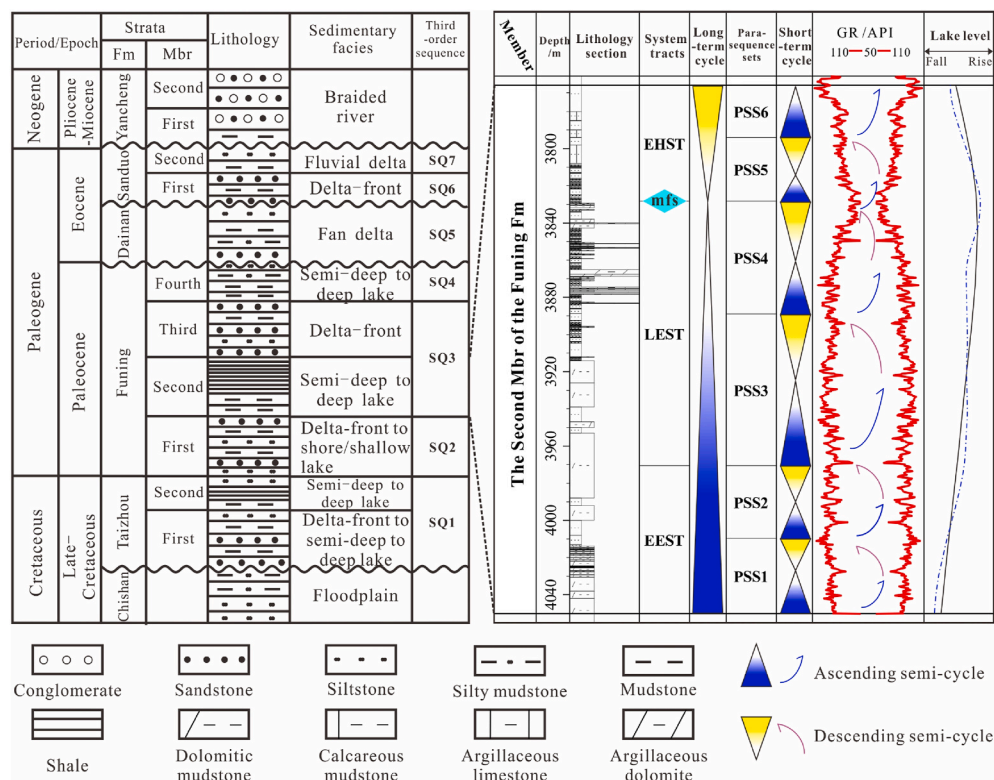 Period/Epoch
Strata
Fm
Mbr
Lithology
Sedimentary
facies
Third
-order
sequence
Neogene
Pliocene
-Miocene
Yancheng
Second
First
Braided
river
Paleogene
Eocene
Sanduo
Second
Fluvial delta
SQ7
First
Delta-front
SQ6
Dainan
Fan delta
SQ5
Paleocene
Funing
Fourth
Semi-deep to
deep lake
SQ4
Third
Delta-front
SQ3
Second
Semi-deep to
deep lake
First
Delta-front to
shore/shallow
lake
SQ2
Cretaceous
Late-
Cretaceous
Taizhou
Second
Semi-deep to
deep lake
SQ1
First
Delta-front to
semi-deep to
deep lake
Chishan
Floodplain
Member
Depth
/m
Lithology
section
System
tracts
Long-
term
cycle
Para-
sequence
sets
Short
-term
cycle
GR /API
110 50 110
Lake level
Fall Rise
The Second Mbr of the Funing Fm
3800
3840
3880
3920
3960
4000
4040
EHST
mfs
LEST
EEST
PSS6
PSS5
PSS4
PSS3
PSS2
PSS1
Conglomerate
Sandstone
Siltstone
Silty mudstone
Mudstone
Ascending semi-cycle
Shale
Dolomitic
mudstone
Calcareous
mudstone
Argillaceous
limestone
Argillaceous
dolomite
Descending semi-cycle